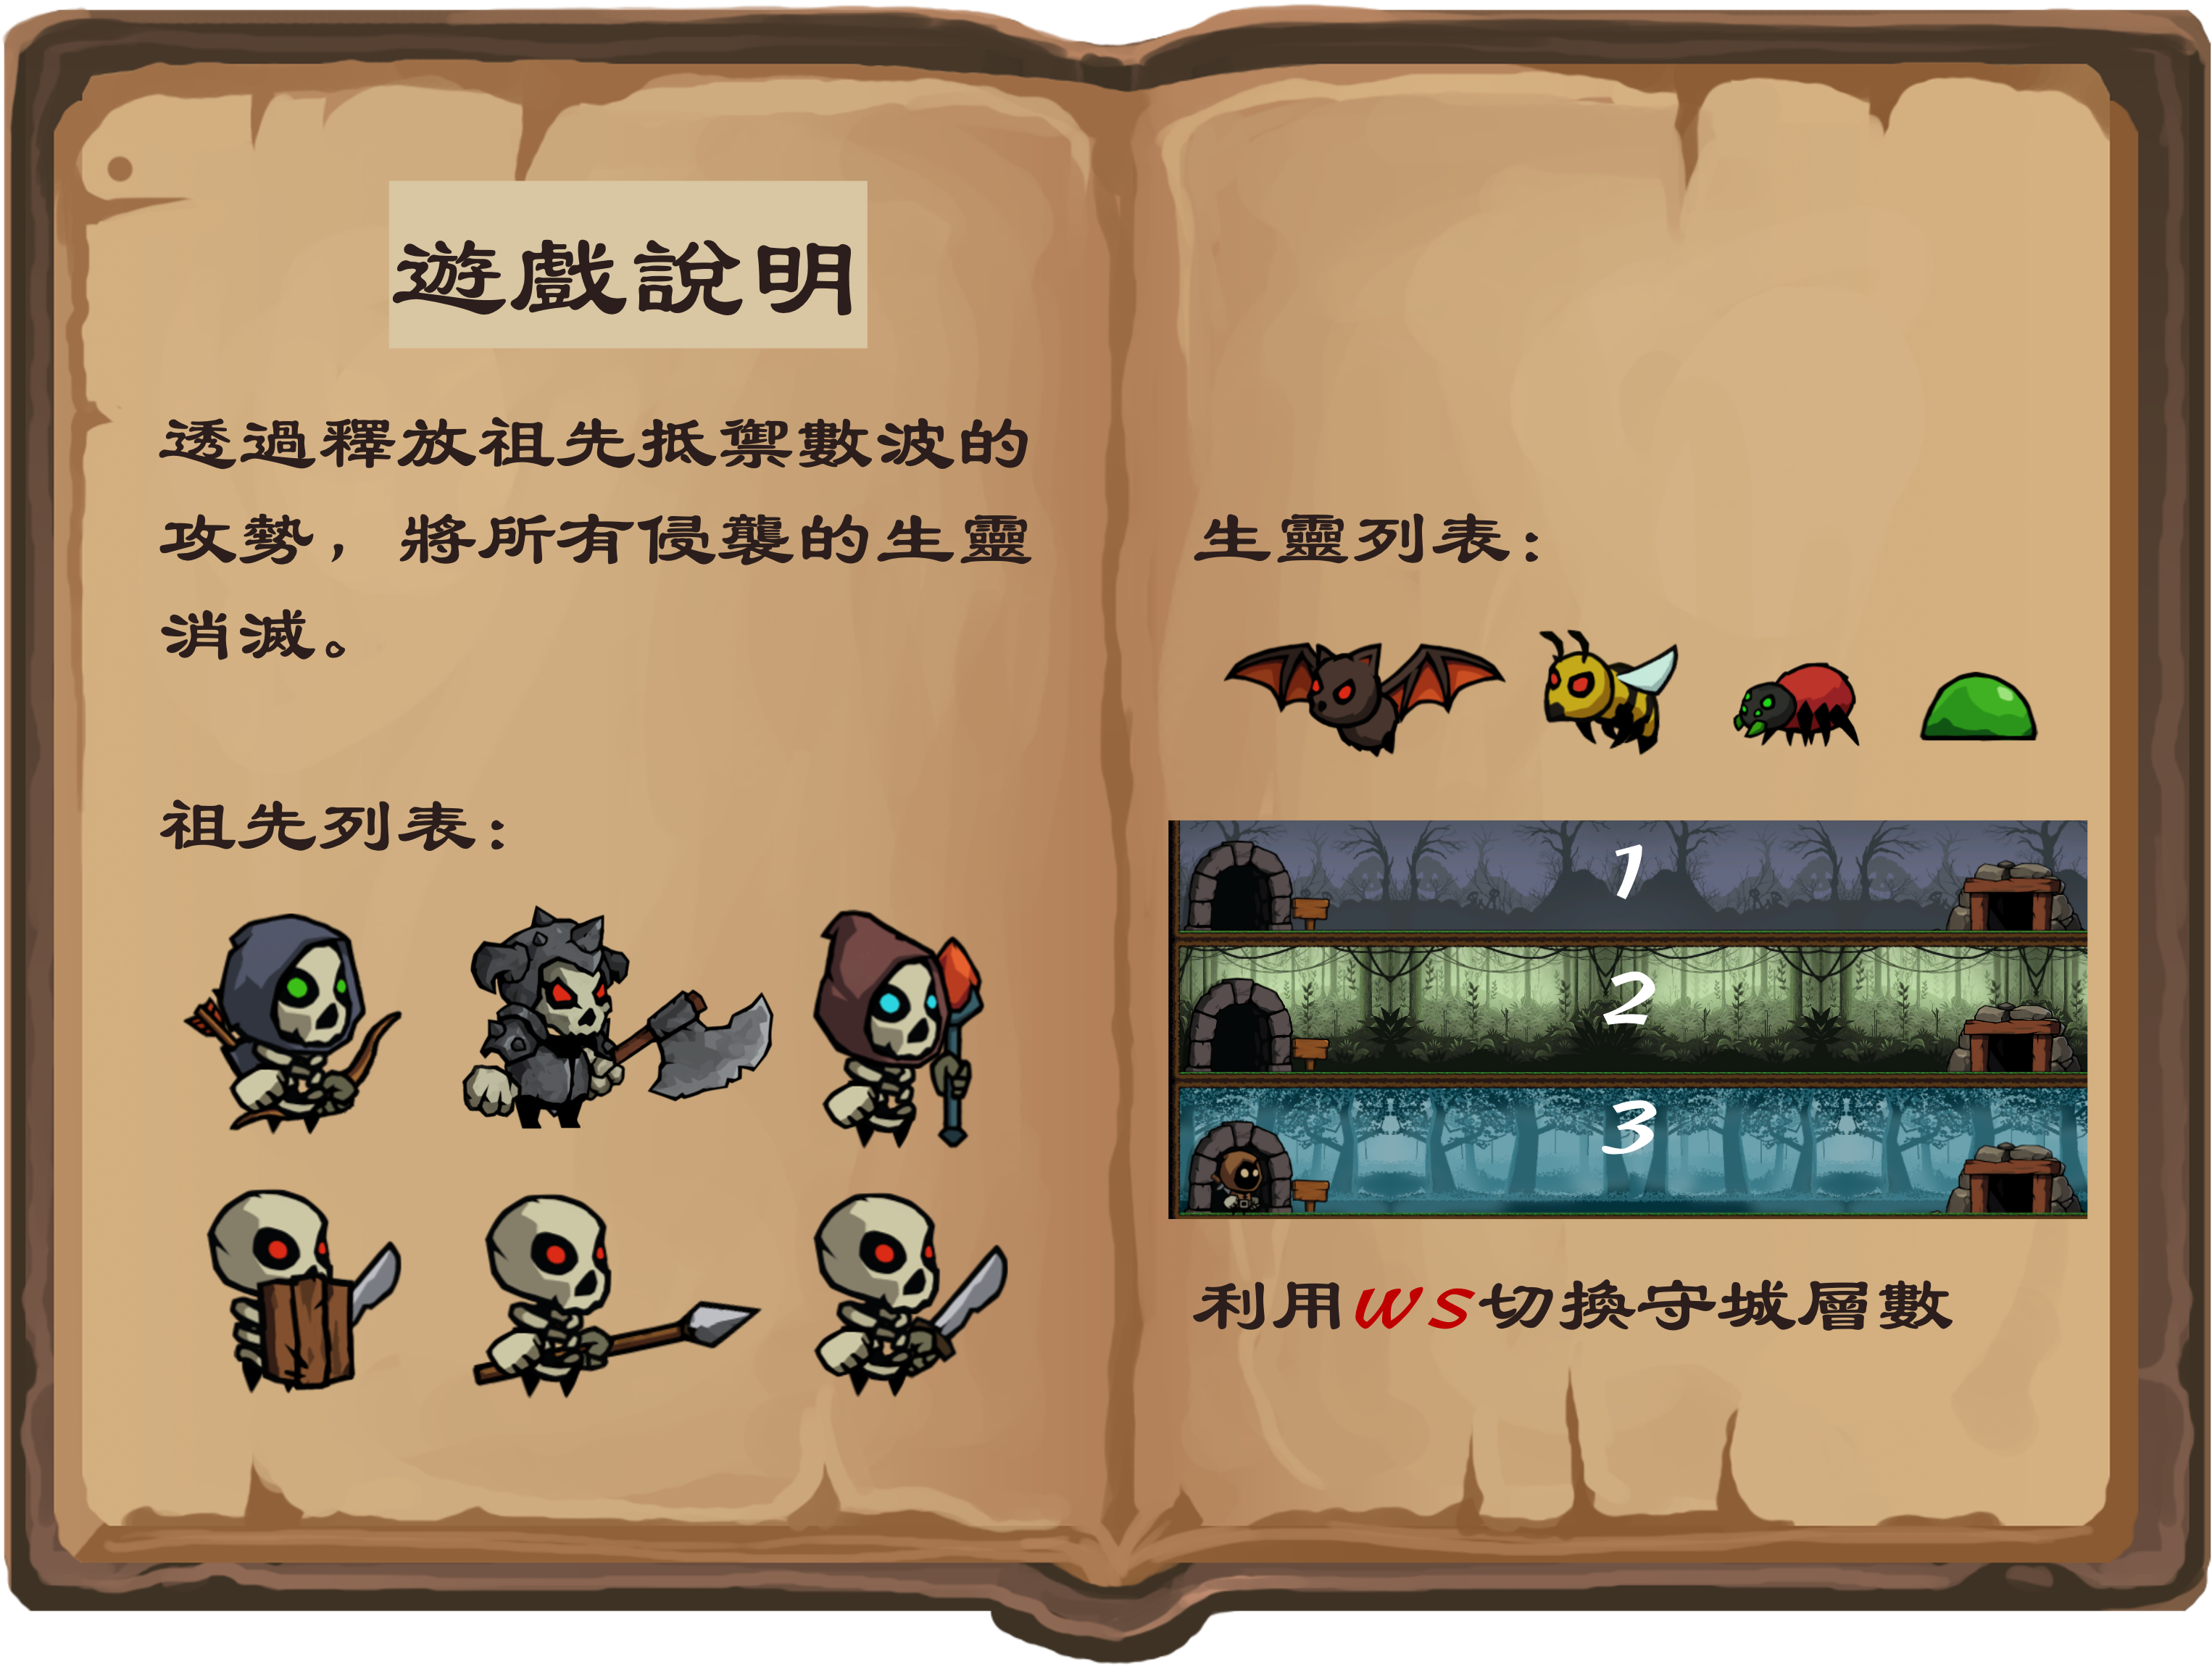 遊戲說明
透過釋放祖先抵禦數波的
攻勢，將所有侵襲的生靈
消滅。
祖先列表：
生靈列表：
1
2
3
利用WS切換守城層數